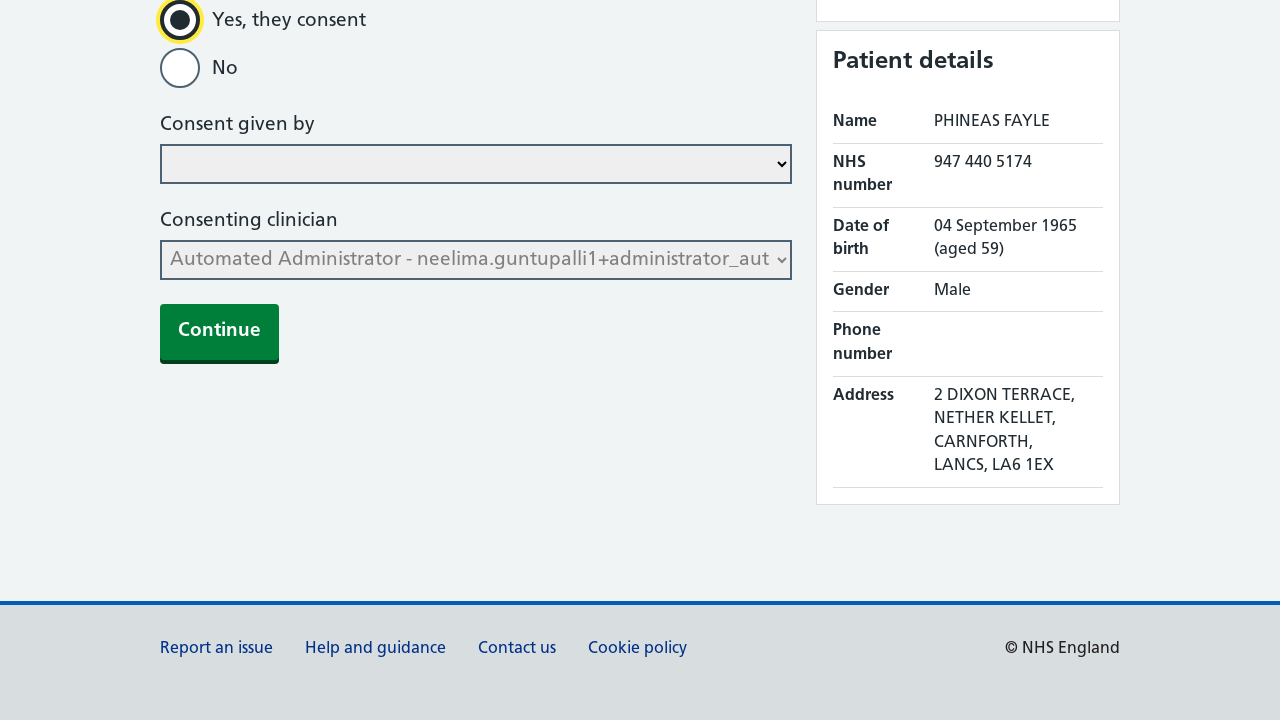 Yes, they consent
No
Consent given by
Consenting clinician
Automated Administrator - neelima.guntupalli1+administrator_aut
Continue
Patient details
Name PHINEAS FAYLE
NHS number 947 440 5174
Date of birth 04 September 1965 (aged 59)
Gender Male
Phone number
Address 2 DIXON TERRACE,
NETHER KELLET,
CARNFORTH,
LANCS, LA6 1EX
Report an issue Help and guidance Contact us Cookie policy © NHS England